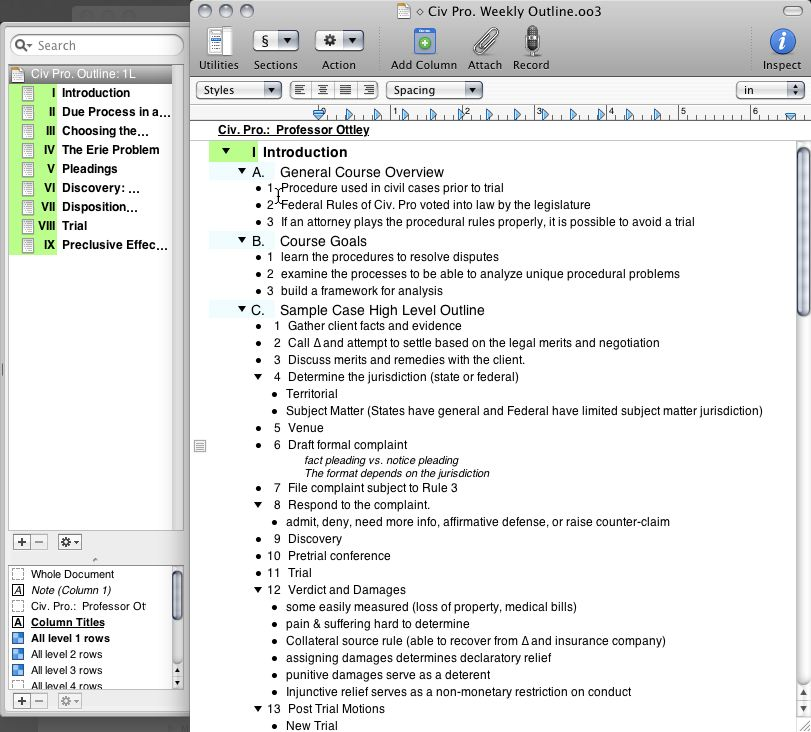 ◇ Civ Pro. Weekly Outline.oo3
Search
§
Utilities
Sections
Action
Add Column
Attach
Record
Inspect
Styles
Spacing
in
1 2 3 4 5 6
Civ Pro. Outline: 1L
I Introduction
II Due Process in a...
III Choosing the...
IV The Erie Problem
V Pleadings
VI Discovery: ...
VII Disposition...
VIII Trial
IX Preclusive Effec...
Whole Document
A Note (Column 1)
Civ. Pro.: Professor Ott
A Column Titles
All level 1 rows
All level 2 rows
All level 3 rows
All level 4 rows
Civ. Pro.: Professor Ottley
I Introduction
A. General Course Overview
1 Procedure used in civil cases prior to trial
2 Federal Rules of Civ. Pro voted into law by the legislature
3 If an attorney plays the procedural rules properly, it is possible to avoid a trial
B. Course Goals
1 learn the procedures to resolve disputes
2 examine the processes to be able to analyze unique procedural problems
3 build a framework for analysis
C. Sample Case High Level Outline
1 Gather client facts and evidence
2 Call Δ and attempt to settle based on the legal merits and negotiation
3 Discuss merits and remedies with the client.
4 Determine the jurisdiction (state or federal)
Territorial
Subject Matter (States have general and Federal have limited subject matter jurisdiction)
5 Venue
6 Draft formal complaint
fact pleading vs. notice pleading
The format depends on the jurisdiction
7 File complaint subject to Rule 3
8 Respond to the complaint.
admit, deny, need more info, affirmative defense, or raise counter-claim
9 Discovery
10 Pretrial conference
11 Trial
12 Verdict and Damages
some easily measured (loss of property, medical bills)
pain & suffering hard to determine
Collateral source rule (able to recover from Δ and insurance company)
assigning damages determines declaratory relief
punitive damages serve as a deterent
Injunctive relief serves as a non-monetary restriction on conduct
13 Post Trial Motions
New Trial